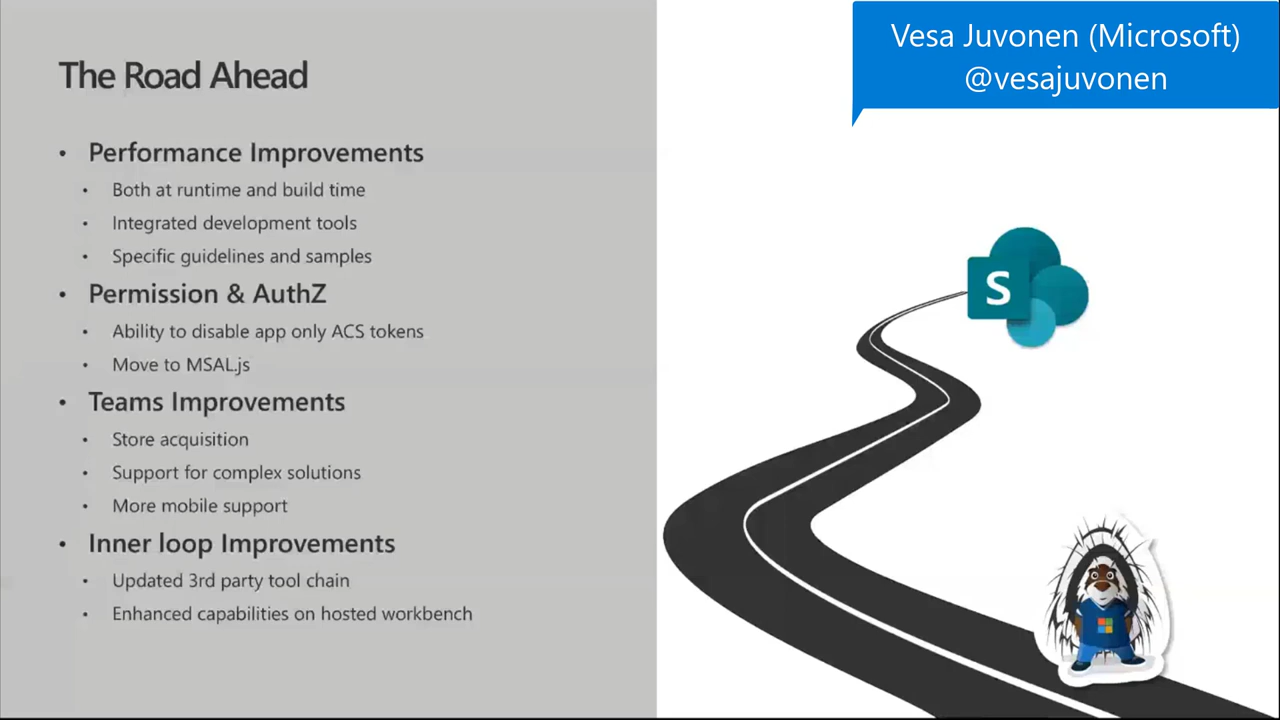 Vesa Juvonen (Microsoft)
@vesajuvonen
The Road Ahead
• Performance Improvements
• Both at runtime and build time
• Integrated development tools
• Specific guidelines and samples
• Permission & AuthZ
• Ability to disable app only ACS tokens
• Move to MSAL.js
• Teams Improvements
• Store acquisition
• Support for complex solutions
• More mobile support
• Inner loop Improvements
• Updated 3rd party tool chain
• Enhanced capabilities on hosted workbench
S